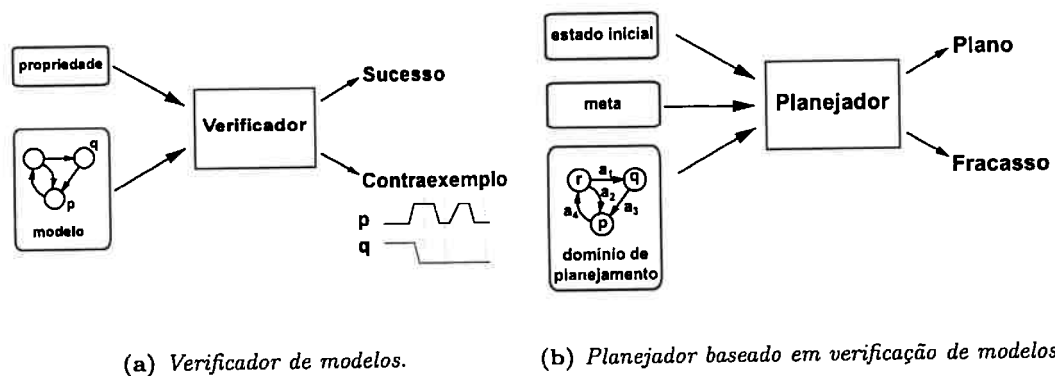 propriedade
Verificador
Sucesso
Contraexemplo
q
p
modelo
p
q
(a) Verificador de modelos.
estado inicial
meta
Planejador
Plano
Fracasso
r
a₁
q
a₂
a₃
a₄
p
domínio de
planejamento
(b) Planejador baseado em verificação de modelos